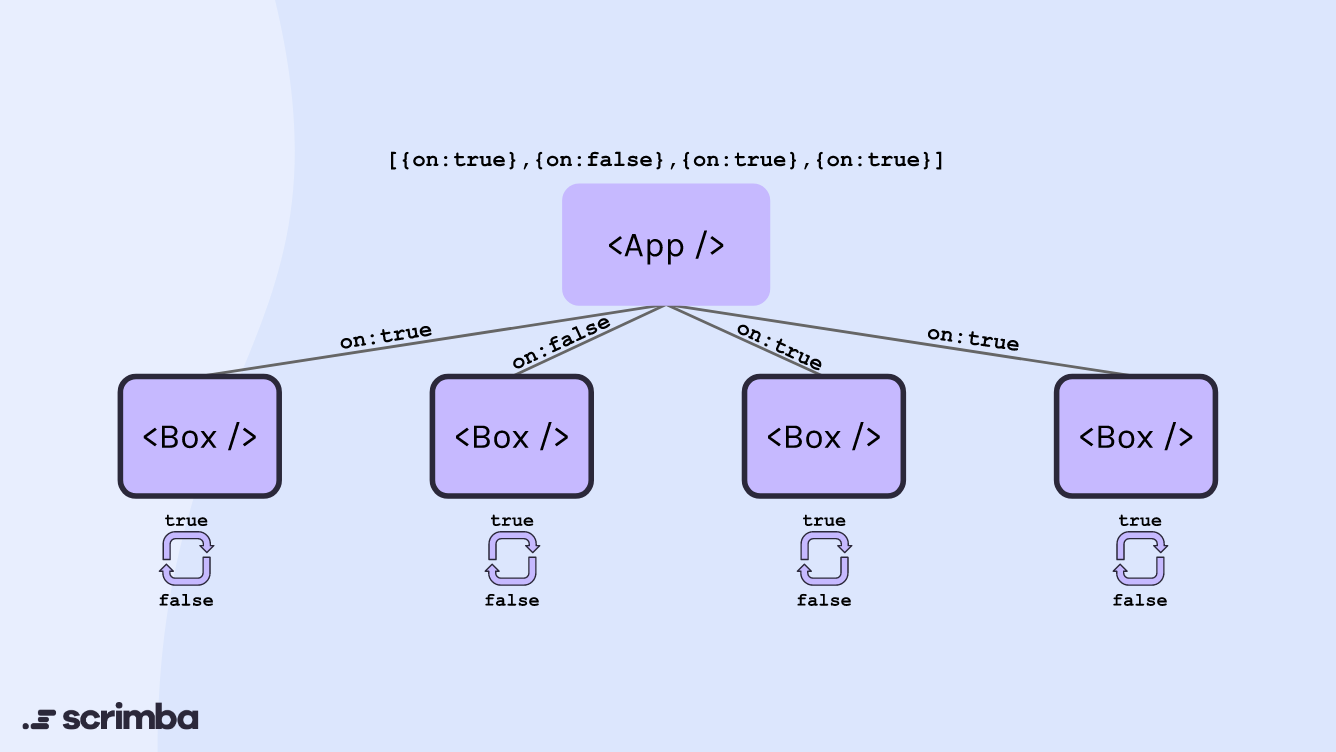 [{on:true},{on:false},{on:true},{on:true}]
<App />
on:true
on:false
on:true
on:true
<Box />
<Box />
<Box />
<Box />
true
true
true
true
false
false
false
false
scrimba